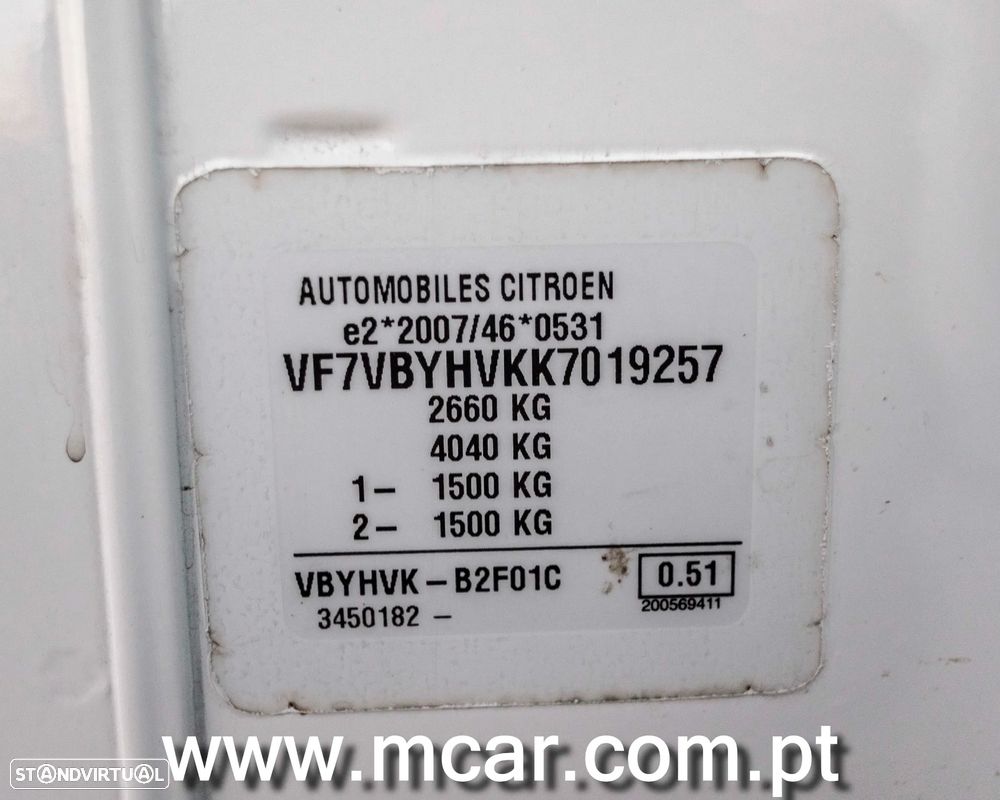 AUTOMOBILES CITROEN
e2*2007/46*0531
VF7VBYHVKK7019257
2660 KG
4040 KG
1- 1500 KG
2- 1500 KG
VBYHVK - B2F01C 0.51
3450182 - 200569411
www.mcar.com.pt
STANDVIRTUAL